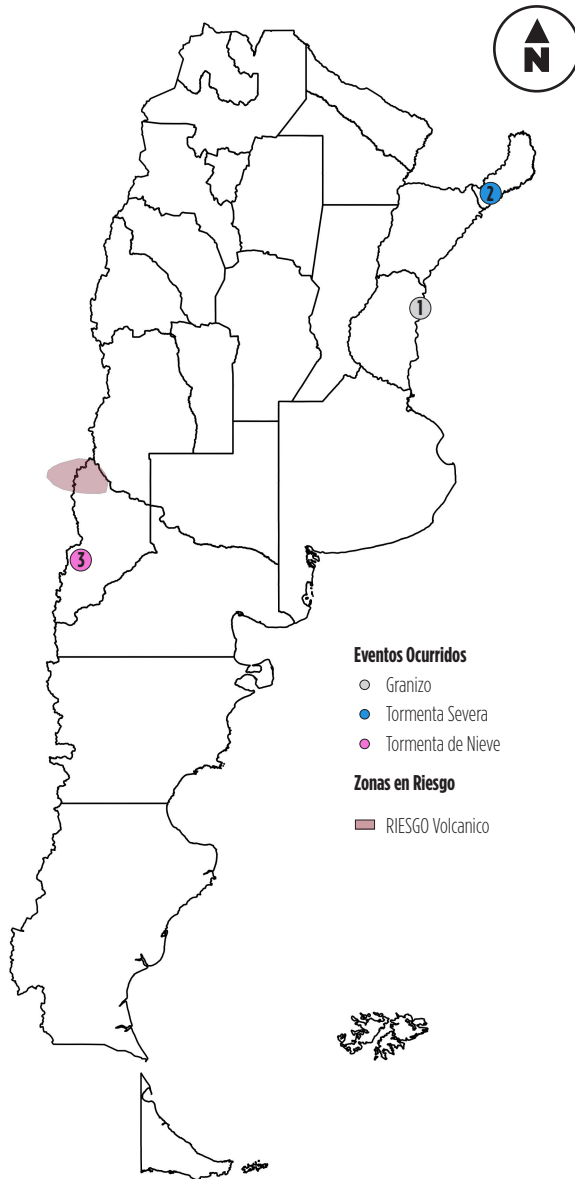 N
2
1
3
Eventos Ocurridos
Granizo
Tormenta Severa
Tormenta de Nieve
Zonas en Riesgo
RIESGO Volcanico